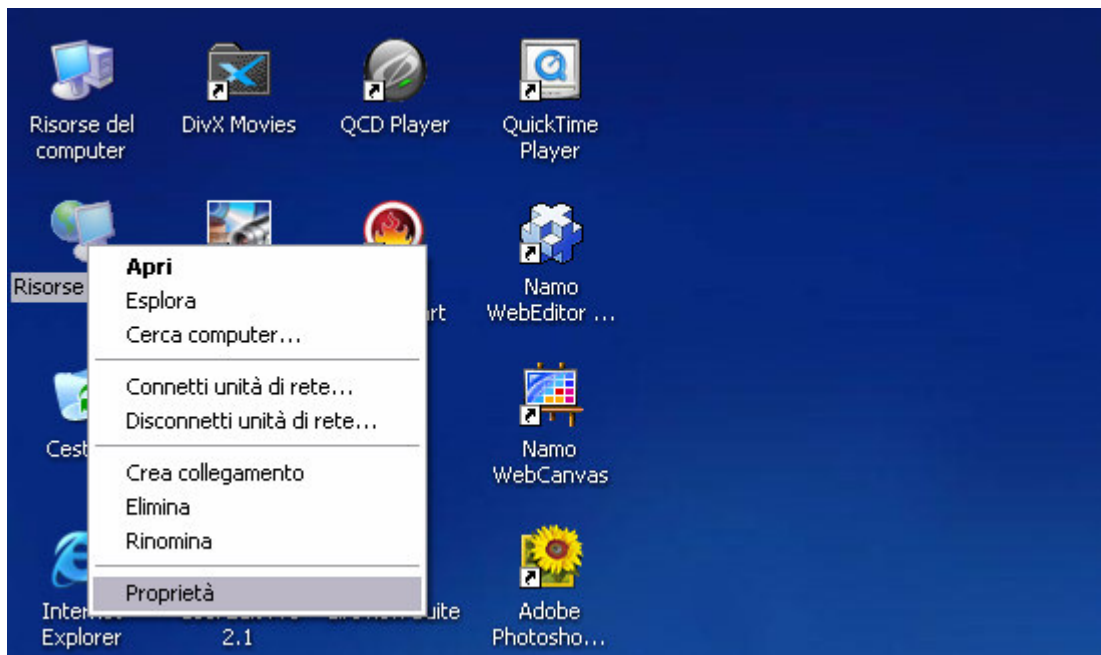 Risorse del
computer
DivX Movies
QCD Player
QuickTime
Player
Risorse
Apri
Esplora
Cerca computer...
Connetti unità di rete...
Disconnetti unità di rete...
Crea collegamento
Elimina
Rinomina
Proprietà
Namo
WebEditor ...
Namo
WebCanvas
Explorer
2.1
Adobe
Photosho...